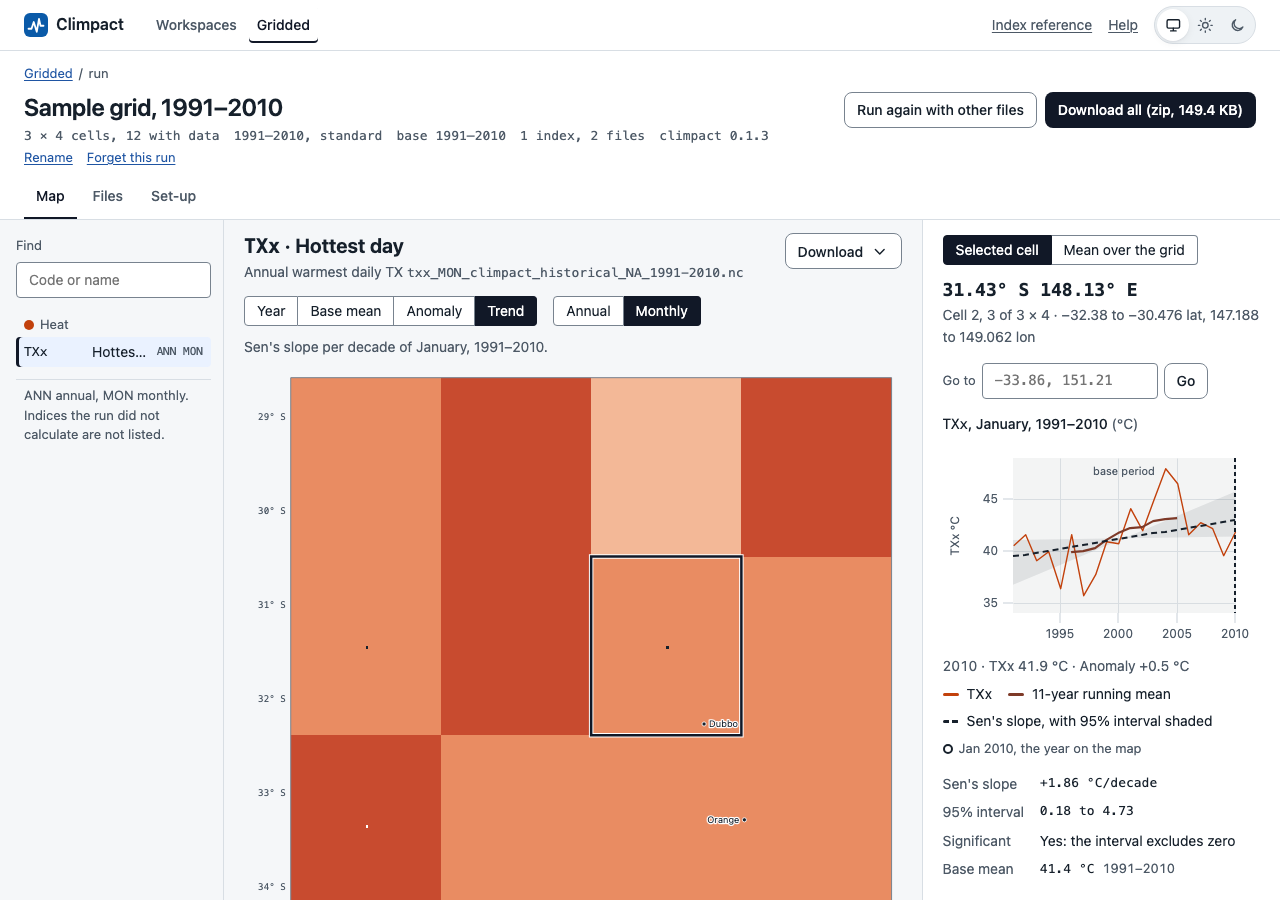 Climpact
Workspaces
Gridded
Index reference
Help
Gridded / run
Sample grid, 1991–2010
Run again with other files
Download all (zip, 149.4 KB)
3 × 4 cells, 12 with data 1991–2010, standard base 1991–2010 1 index, 2 files climpact 0.1.3
Rename
Forget this run
Map
Files
Set-up
Find
Code or name
Heat
TXx Hottes… ANN MON
ANN annual, MON monthly.
Indices the run did not
calculate are not listed.
TXx · Hottest day
Annual warmest daily TX txx_MON_climpact_historical_NA_1991–2010.nc
Download
Year
Base mean
Anomaly
Trend
Annual
Monthly
Sen's slope per decade of January, 1991–2010.
29° S
30° S
31° S
32° S
33° S
34° S
Dubbo
Orange
Selected cell
Mean over the grid
31.43° S 148.13° E
Cell 2, 3 of 3 × 4 · −32.38 to −30.476 lat, 147.188
to 149.062 lon
Go to
−33.86, 151.21
Go
TXx, January, 1991–2010 (°C)
base period
TXx °C
45
40
35
1995
2000
2005
2010
2010 · TXx 41.9 °C · Anomaly +0.5 °C
TXx
11-year running mean
Sen's slope, with 95% interval shaded
Jan 2010, the year on the map
Sen's slope +1.86 °C/decade
95% interval 0.18 to 4.73
Significant Yes: the interval excludes zero
Base mean 41.4 °C 1991–2010